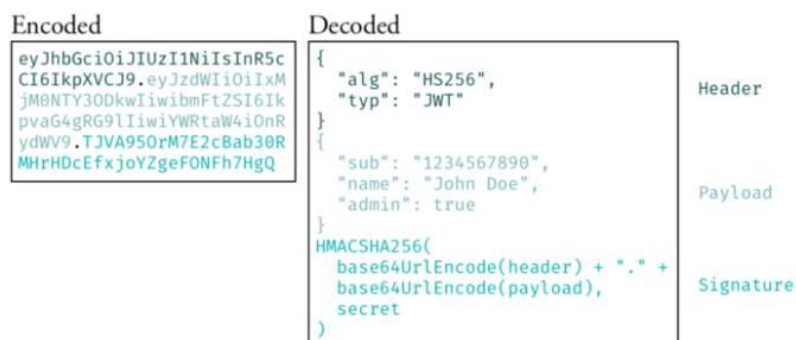 Encoded
eyJhbGciOiJIUzI1NiIsInR5c
CI6IkpXVCJ9.eyJzdWIiOiIxM
jM0NTY3ODkwIiwibmFtZSI6Ik
pvaG4gRG9lIiwiYWRtaW4iOnR
ydWV9.TJVA95OrM7E2cBab30R
MHrHDcEfxjoYZgeFONFh7HgQ
Decoded
{
"alg": "HS256",
"typ": "JWT"
}
{
"sub": "1234567890",
"name": "John Doe",
"admin": true
}
HMACSHA256(
base64UrlEncode(header) + "." +
base64UrlEncode(payload),
secret
)
Header
Payload
Signature